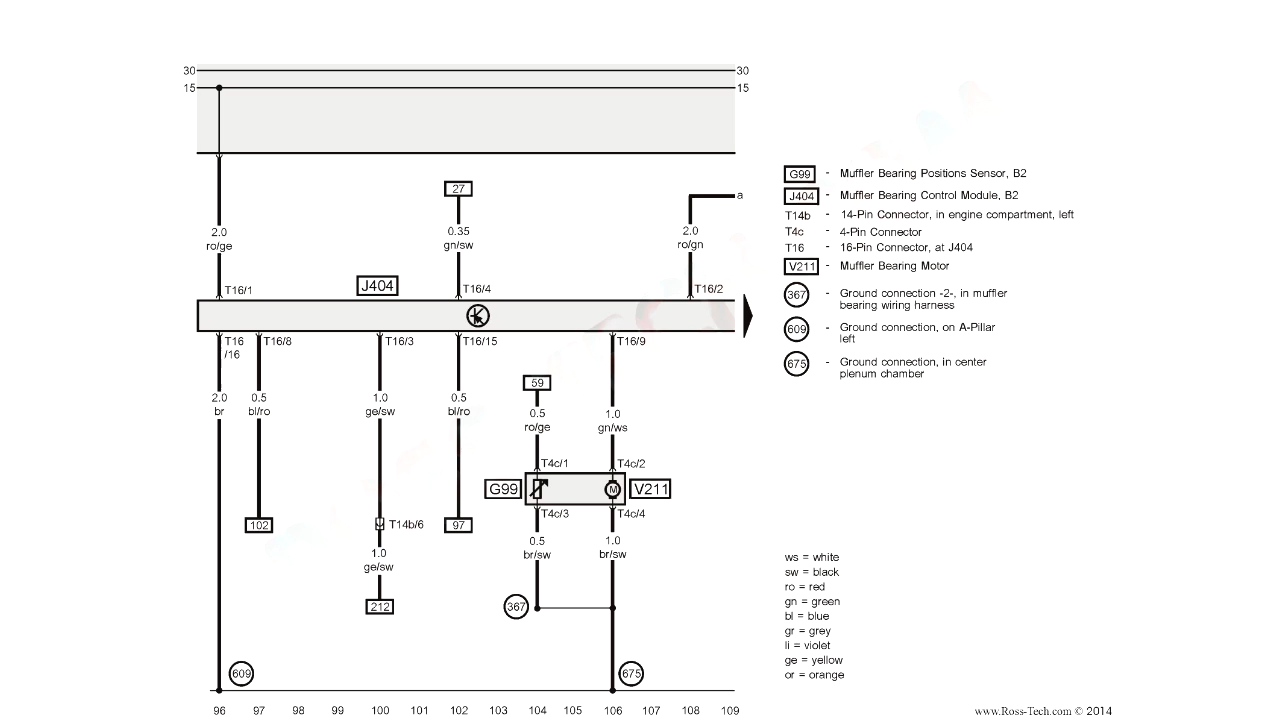 30 30
15 15
27
a
2.0 0.35 2.0
ro/ge gn/sw ro/gn
T16/1 J404 T16/4 T16/2
T16 T16/8 T16/3 T16/15 T16/9
/16
59
2.0 0.5 1.0 0.5 0.5 1.0
br bl/ro ge/sw bl/ro ro/ge gn/ws
T4c/1 T4c/2
G99 M V211
T4c/3 T4c/4
102 T14b/6 97
0.5 1.0
br/sw br/sw
1.0
ge/sw
212 367
609 675
96 97 98 99 100 101 102 103 104 105 106 107 108 109
G99 - Muffler Bearing Positions Sensor, B2
J404 - Muffler Bearing Control Module, B2
T14b - 14-Pin Connector, in engine compartment, left
T4c - 4-Pin Connector
T16 - 16-Pin Connector, at J404
V211 - Muffler Bearing Motor
367 - Ground connection -2-, in muffler
bearing wiring harness
609 - Ground connection, on A-Pillar
left
675 - Ground connection, in center
plenum chamber
ws = white
sw = black
ro = red
gn = green
bl = blue
gr = grey
li = violet
ge = yellow
or = orange
www.Ross-Tech.com © 2014